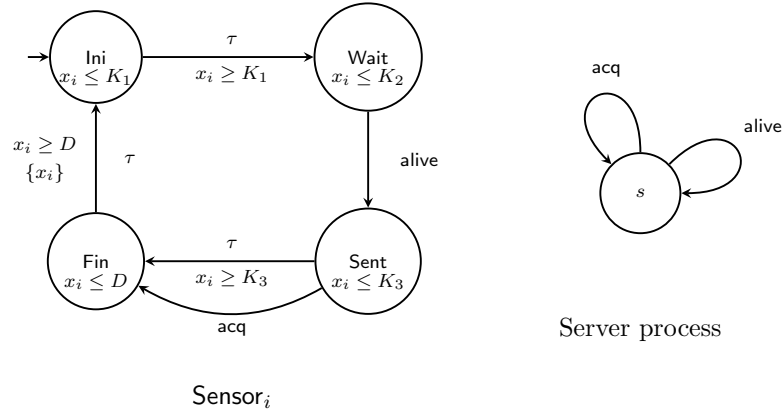 Ini
x_i ≤ K_1
τ
x_i ≥ K_1
Wait
x_i ≤ K_2
acq
alive
s
x_i ≥ D
{x_i}
τ
alive
Fin
x_i ≤ D
τ
x_i ≥ K_3
Sent
x_i ≤ K_3
acq
Server process
Sensor_i